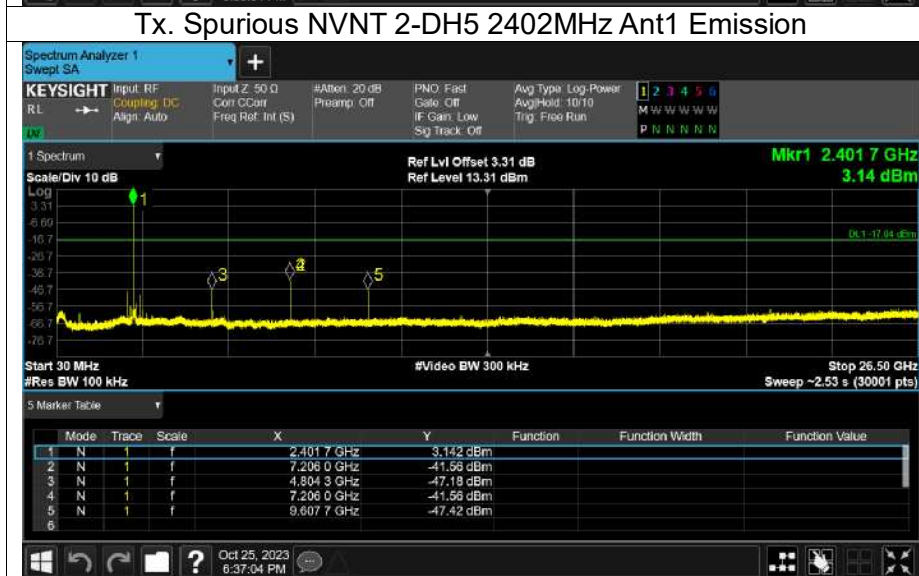 Tx. Spurious NVNT 2-DH5 2402MHz Ant1 Emission
Spectrum Analyzer 1
Swept SA
+
KEYSIGHT Input: RF Input Z: 50 Ω #Atten: 20 dB PNO: Fast Avg Type: Log-Power 1 2 3 4 5 6
RL Coupling: DC Corr CCorr Preamp: Off Gate: Off Avg|Hold: 10/10 M W W W W W
Align: Auto Freq Ref: Int (S) IF Gain: Low Trig: Free Run
Sig Track: Off P N N N N N
1 Spectrum Ref Lvl Offset 3.31 dB Mkr1 2.401 7 GHz
Scale/Div 10 dB Ref Level 13.31 dBm 3.14 dBm
Log
3.31
-6.69
-16.7
-26.7
-36.7
-46.7
-56.7
-66.7
-76.7
1
DL1 -17.04 dBm
3
5
Start 30 MHz #Video BW 300 kHz Stop 26.50 GHz
#Res BW 100 kHz Sweep ~2.53 s (30001 pts)
5 Marker Table
Mode Trace Scale X Y Function Function Width Function Value
1 N 1 f 2.401 7 GHz 3.142 dBm
2 N 1 f 7.206 0 GHz -41.56 dBm
3 N 1 f 4.804 3 GHz -47.18 dBm
4 N 1 f 7.206 0 GHz -41.56 dBm
5 N 1 f 9.607 7 GHz -47.42 dBm
6
? Oct 25, 2023
6:37:04 PM